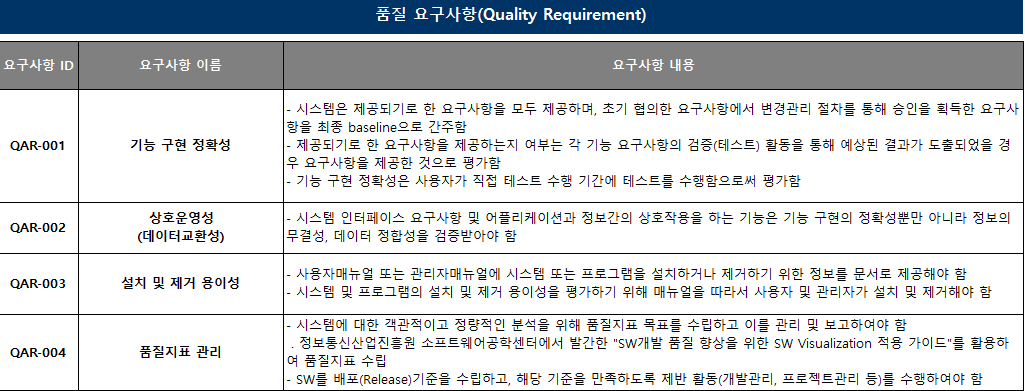 품질 요구사항(Quality Requirement)
요구사항 ID 요구사항 이름 요구사항 내용
QAR-001 기능 구현 정확성
- 시스템은 제공되기로 한 요구사항을 모두 제공하며, 초기 협의한 요구사항에서 변경관리 절차를 통해 승인을 획득한 요구사
항을 최종 baseline으로 간주함
- 제공되기로 한 요구사항을 제공하는지 여부는 각 기능 요구사항의 검증(테스트) 활동을 통해 예상된 결과가 도출되었을 경
우 요구사항을 제공한 것으로 평가함
- 기능 구현 정확성은 사용자가 직접 테스트 수행 기간에 테스트를 수행함으로써 평가함
QAR-002 상호운영성
(데이터교환성)
- 시스템 인터페이스 요구사항 및 어플리케이션과 정보간의 상호작용을 하는 기능은 기능 구현의 정확성뿐만 아니라 정보의
무결성, 데이터 정합성을 검증받아야 함
QAR-003 설치 및 제거 용이성
- 사용자매뉴얼 또는 관리자매뉴얼에 시스템 또는 프로그램을 설치하거나 제거하기 위한 정보를 문서로 제공해야 함
- 시스템 및 프로그램의 설치 및 제거 용이성을 평가하기 위해 매뉴얼을 따라서 사용자 및 관리자가 설치 및 제거해야 함
QAR-004 품질지표 관리
- 시스템에 대한 객관적이고 정량적인 분석을 위해 품질지표 목표를 수립하고 이를 관리 및 보고하여야 함
. 정보통신산업진흥원 소프트웨어공학센터에서 발간한 "SW개발 품질 향상을 위한 SW Visualization 적용 가이드"를 활용하
여 품질지표 수립
- SW를 배포(Release)기준을 수립하고, 해당 기준을 만족하도록 제반 활동(개발관리, 프로젝트관리 등)를 수행하여야 함